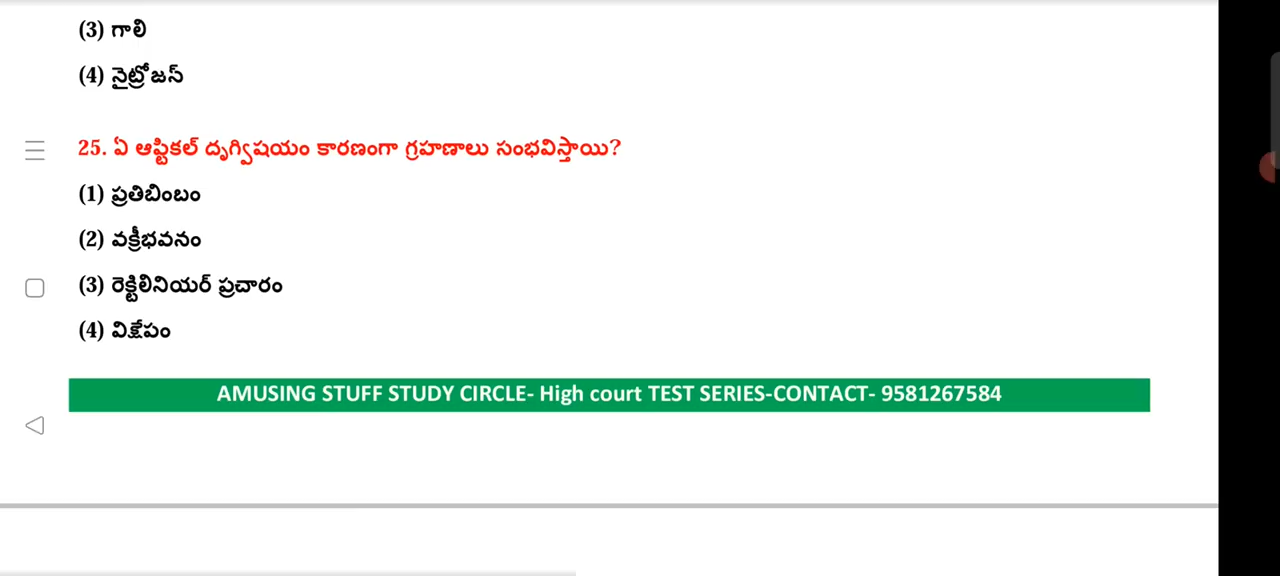 (3) గాలి
(4) నైట్రోజన్
25. ఏ ఆప్టికల్ దృగ్విషయం కారణంగా గ్రహణాలు సంభవిస్తాయి?
(1) ప్రతిబింబం
(2) వక్రీభవనం
(3) రెక్టిలినియర్ ప్రచారం
(4) విక్షేపం
AMUSING STUFF STUDY CIRCLE- High court TEST SERIES-CONTACT- 9581267584